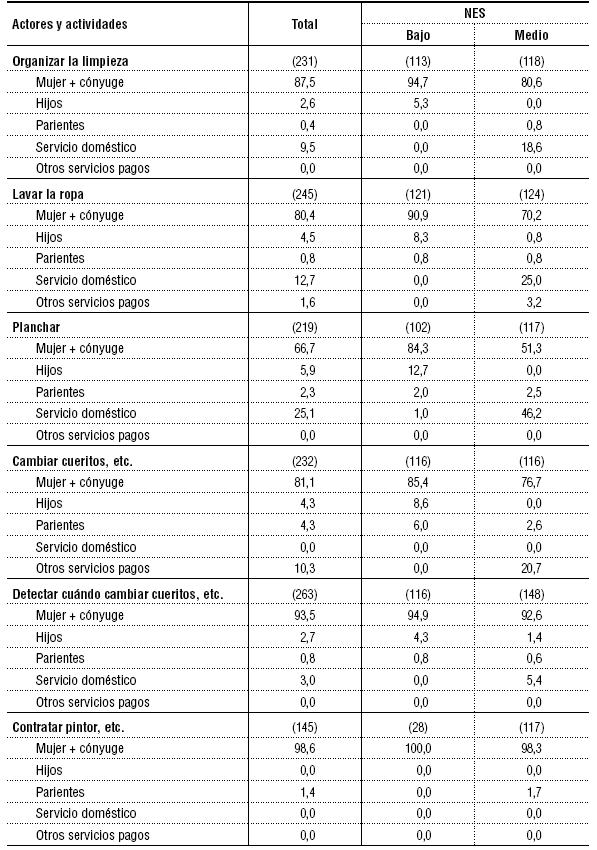 Actores y actividades Total NES
Bajo Medio
Organizar la limpieza (231) (113) (118)
Mujer + cónyuge 87,5 94,7 80,6
Hijos 2,6 5,3 0,0
Parientes 0,4 0,0 0,8
Servicio doméstico 9,5 0,0 18,6
Otros servicios pagos 0,0 0,0 0,0
Lavar la ropa (245) (121) (124)
Mujer + cónyuge 80,4 90,9 70,2
Hijos 4,5 8,3 0,8
Parientes 0,8 0,8 0,8
Servicio doméstico 12,7 0,0 25,0
Otros servicios pagos 1,6 0,0 3,2
Planchar (219) (102) (117)
Mujer + cónyuge 66,7 84,3 51,3
Hijos 5,9 12,7 0,0
Parientes 2,3 2,0 2,5
Servicio doméstico 25,1 1,0 46,2
Otros servicios pagos 0,0 0,0 0,0
Cambiar cueritos, etc. (232) (116) (116)
Mujer + cónyuge 81,1 85,4 76,7
Hijos 4,3 8,6 0,0
Parientes 4,3 6,0 2,6
Servicio doméstico 0,0 0,0 0,0
Otros servicios pagos 10,3 0,0 20,7
Detectar cuándo cambiar cueritos, etc. (263) (116) (148)
Mujer + cónyuge 93,5 94,9 92,6
Hijos 2,7 4,3 1,4
Parientes 0,8 0,8 0,6
Servicio doméstico 3,0 0,0 5,4
Otros servicios pagos 0,0 0,0 0,0
Contratar pintor, etc. (145) (28) (117)
Mujer + cónyuge 98,6 100,0 98,3
Hijos 0,0 0,0 0,0
Parientes 1,4 0,0 1,7
Servicio doméstico 0,0 0,0 0,0
Otros servicios pagos 0,0 0,0 0,0